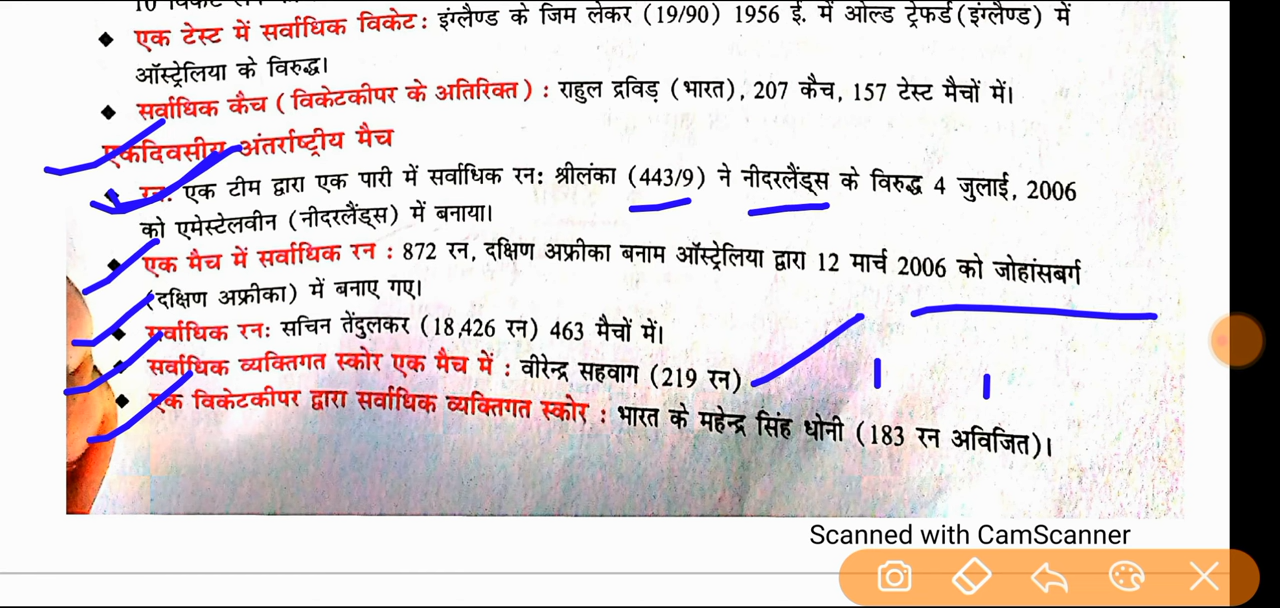 ◆ एक टेस्ट में सर्वाधिक विकेट: इंग्लैण्ड के जिम लेकर (19/90) 1956 ई. में ओल्ड ट्रेफर्ड (इंग्लैण्ड) में
ऑस्ट्रेलिया के विरुद्ध।
◆ सर्वाधिक कैच (विकेटकीपर के अतिरिक्त) : राहुल द्रविड़ (भारत), 207 कैच, 157 टेस्ट मैचों में।
एकदिवसीय अंतर्राष्ट्रीय मैच
◆ रन: एक टीम द्वारा एक पारी में सर्वाधिक रन: श्रीलंका (443/9) ने नीदरलैंड्स के विरुद्ध 4 जुलाई, 2006
को एमेस्टेलवीन (नीदरलैंड्स) में बनाया।
◆ एक मैच में सर्वाधिक रन : 872 रन, दक्षिण अफ्रीका बनाम ऑस्ट्रेलिया द्वारा 12 मार्च 2006 को जोहांसबर्ग
(दक्षिण अफ्रीका) में बनाए गए।
◆ सर्वाधिक रन: सचिन तेंदुलकर (18,426 रन) 463 मैचों में।
◆ सर्वाधिक व्यक्तिगत स्कोर एक मैच में : वीरेन्द्र सहवाग (219 रन)
◆ एक विकेटकीपर द्वारा सर्वाधिक व्यक्तिगत स्कोर : भारत के महेन्द्र सिंह धोनी (183 रन अविजित)।
Scanned with CamScanner